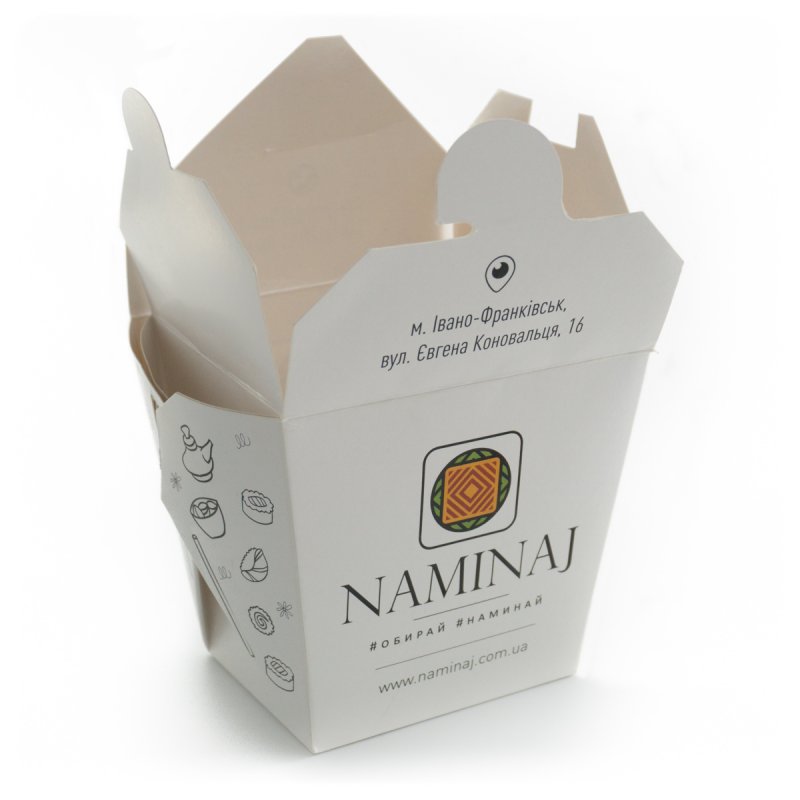 м. Івано-Франківськ,
вул. Євгена Коновальця, 16
NAMINAJ
#ОБИРАЙ #НАМИНАЙ
www.naminaj.com.ua